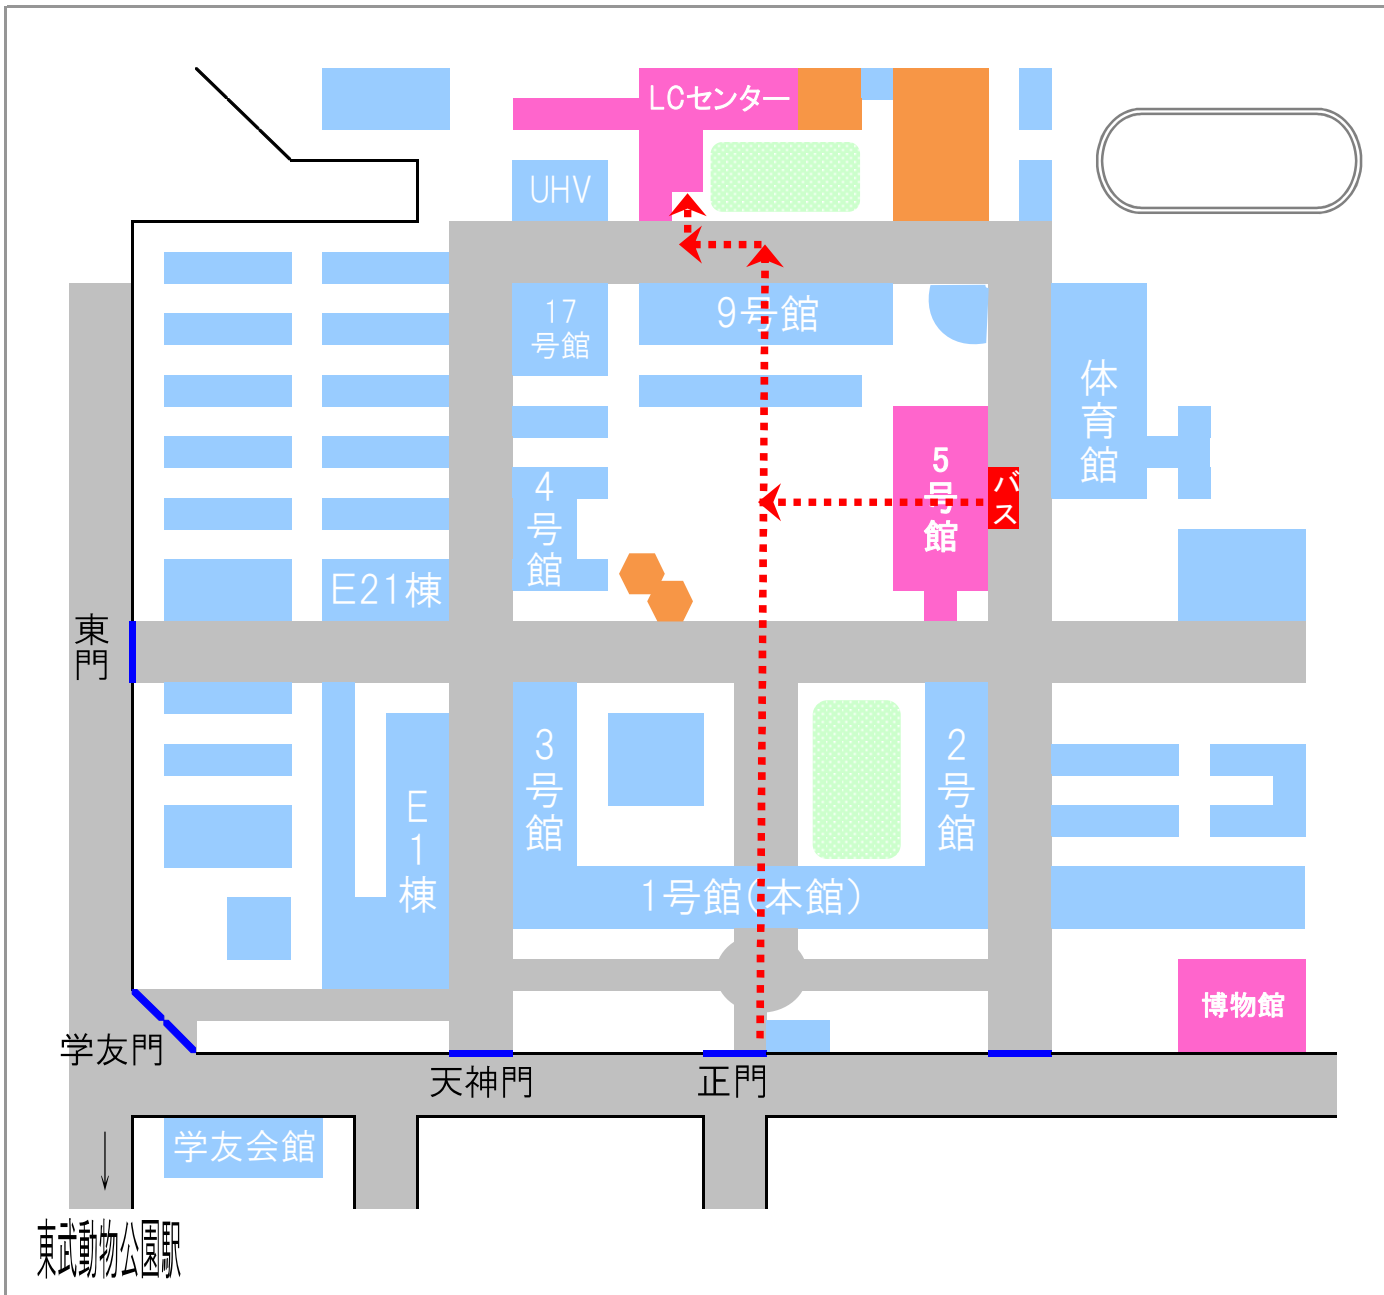 LCセンター
UHV
17
号館
9号館
体育館
5号館
バス
4号館
E21棟
東門
3号館
2号館
E1棟
1号館(本館)
博物館
学友門
天神門
正門
学友会館
東武動物公園駅